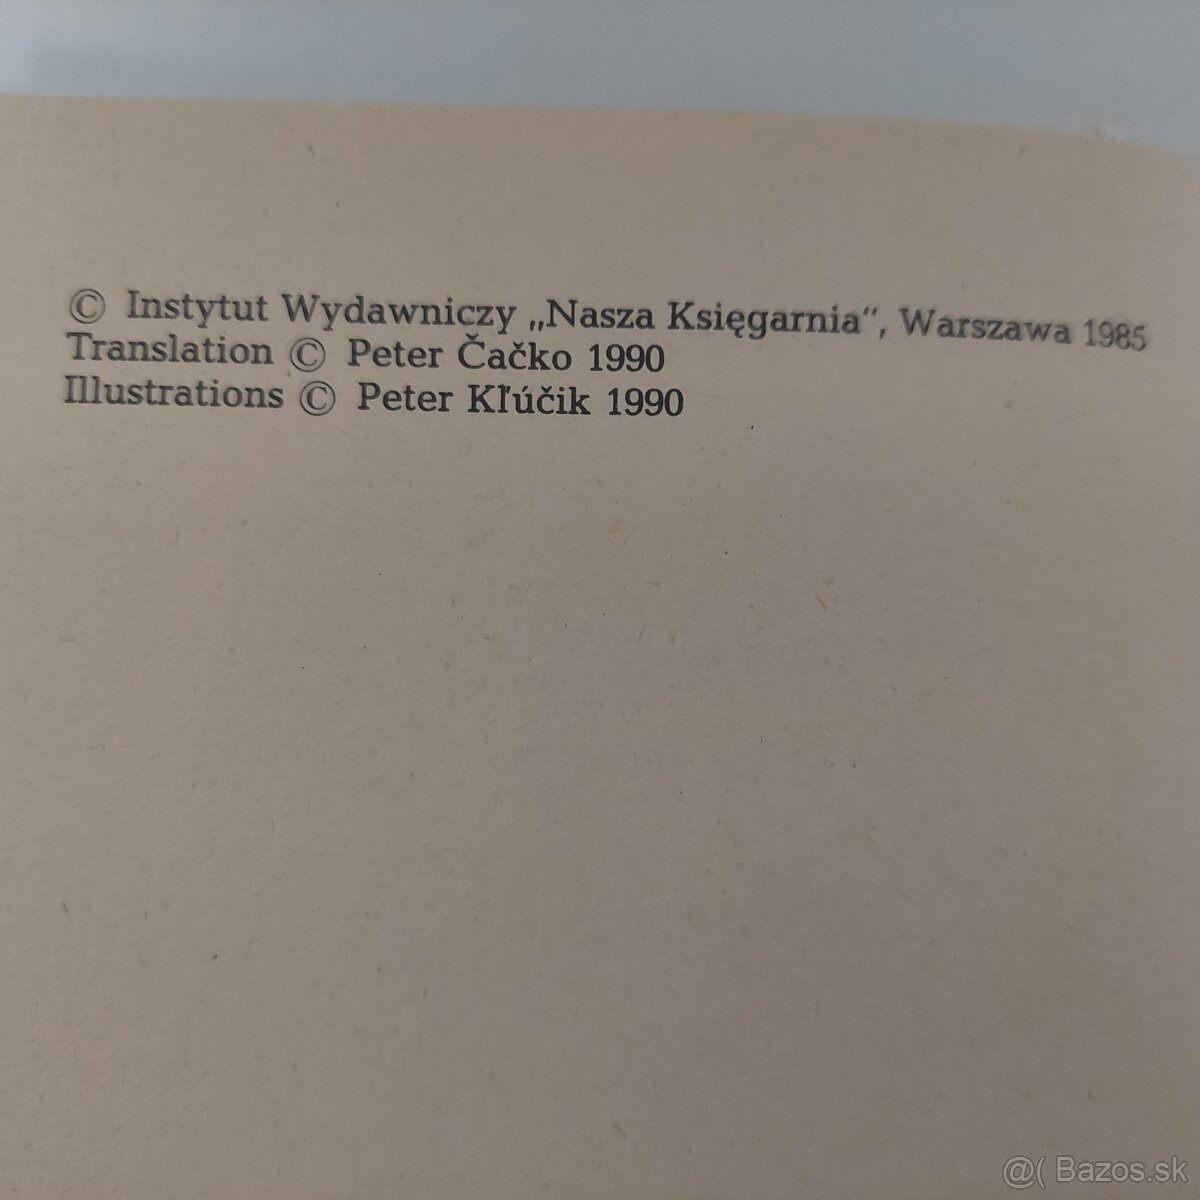 © Instytut Wydawniczy „Nasza Księgarnia“, Warszawa 1985
Translation © Peter Čačko 1990
Illustrations © Peter Kľúčik 1990
@( Bazos.sk